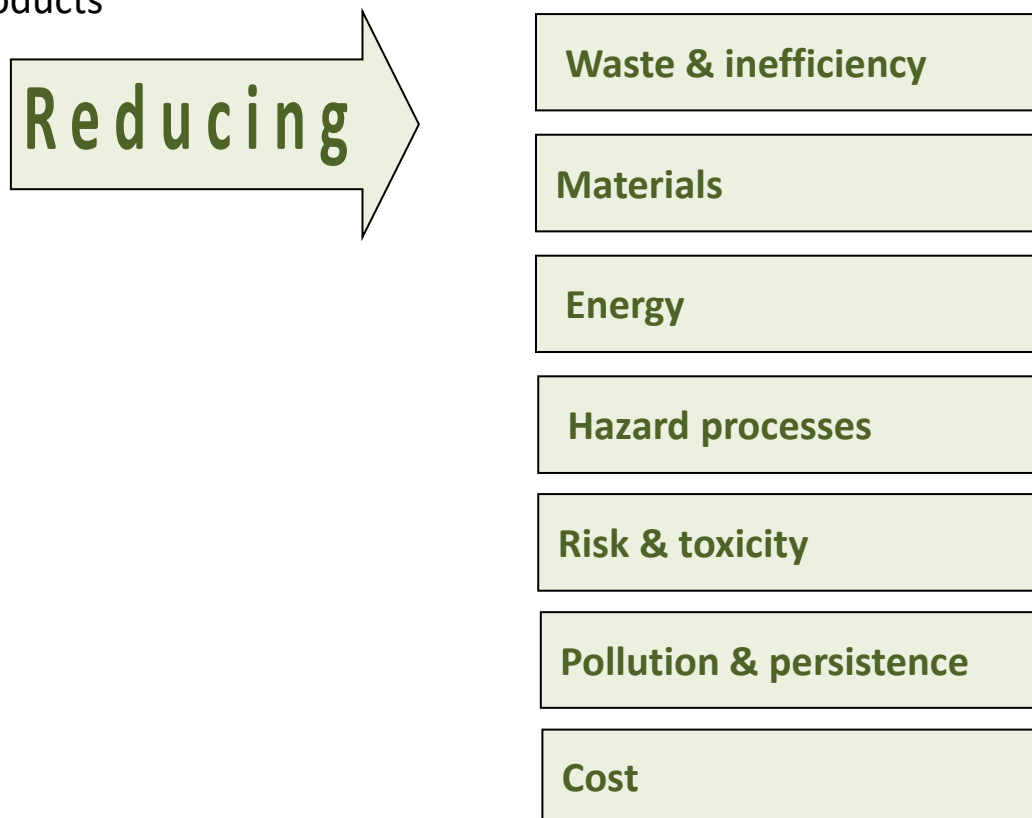 Reducing
Waste & inefficiency
Materials
Energy
Hazard processes
Risk & toxicity
Pollution & persistence
Cost